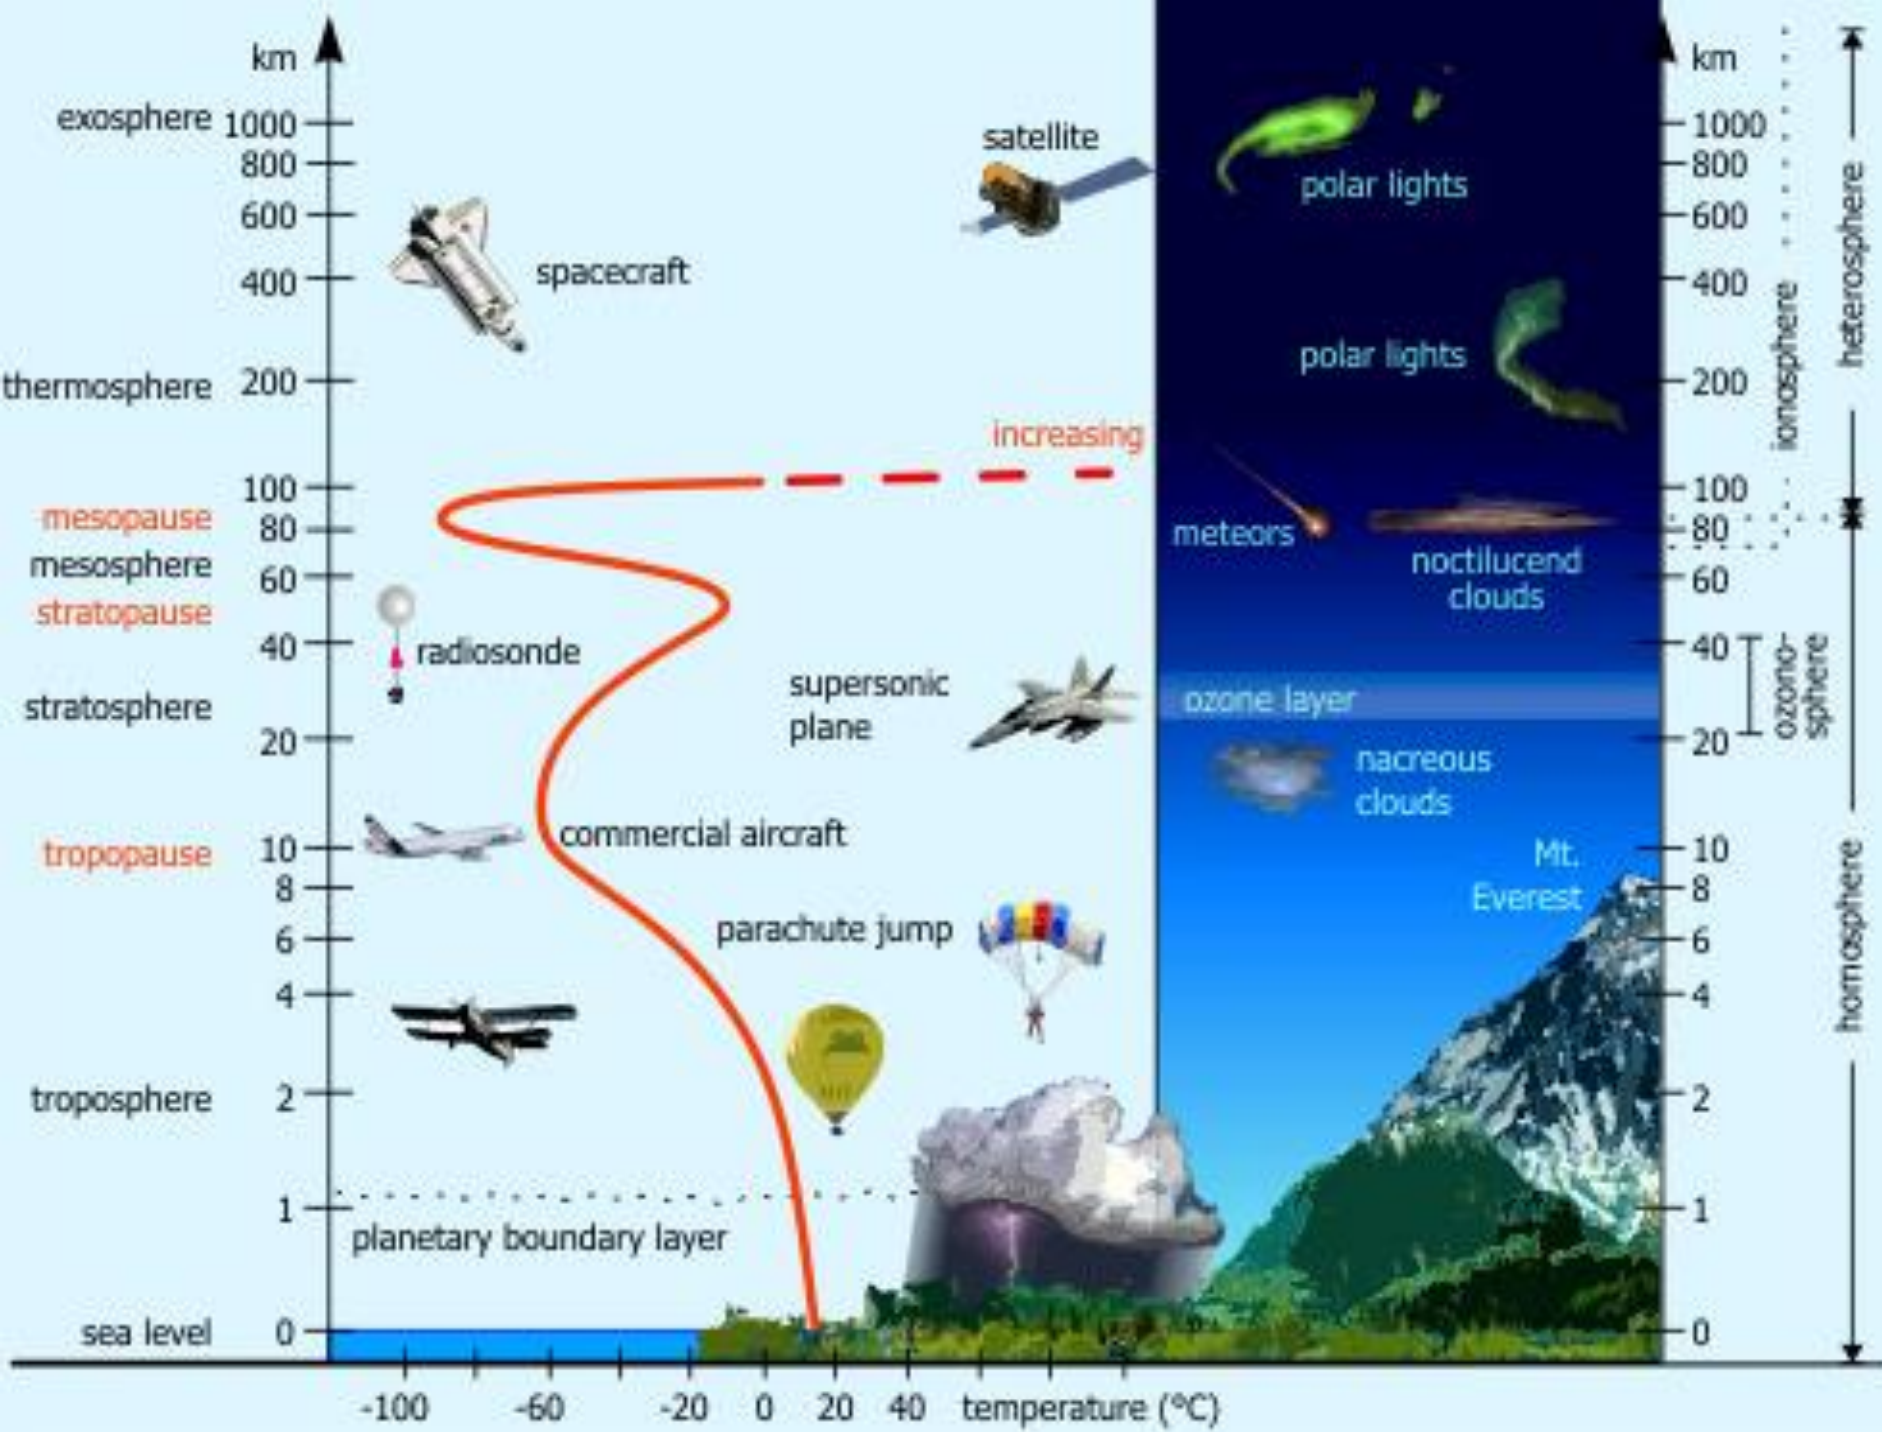 km
exosphere 1000
800
600
400
thermosphere 200
100
mesopause
80
mesosphere
60
stratopause
40
stratosphere
20
tropopause 10
8
6
4
2
troposphere
1
sea level 0
satellite
spacecraft
increasing
radiosonde
supersonic
plane
commercial aircraft
parachute jump
planetary boundary layer
-100 -60 -20 0 20 40 temperature (°C)
polar lights
polar lights
meteors
noctilucend
clouds
ozone layer
nacreous
clouds
Mt.
Everest
km
1000
800
600
400
200
100
80
60
40
20
10
8
6
4
2
1
0
ionosphere
ozono-
sphere
heterosphere
homosphere